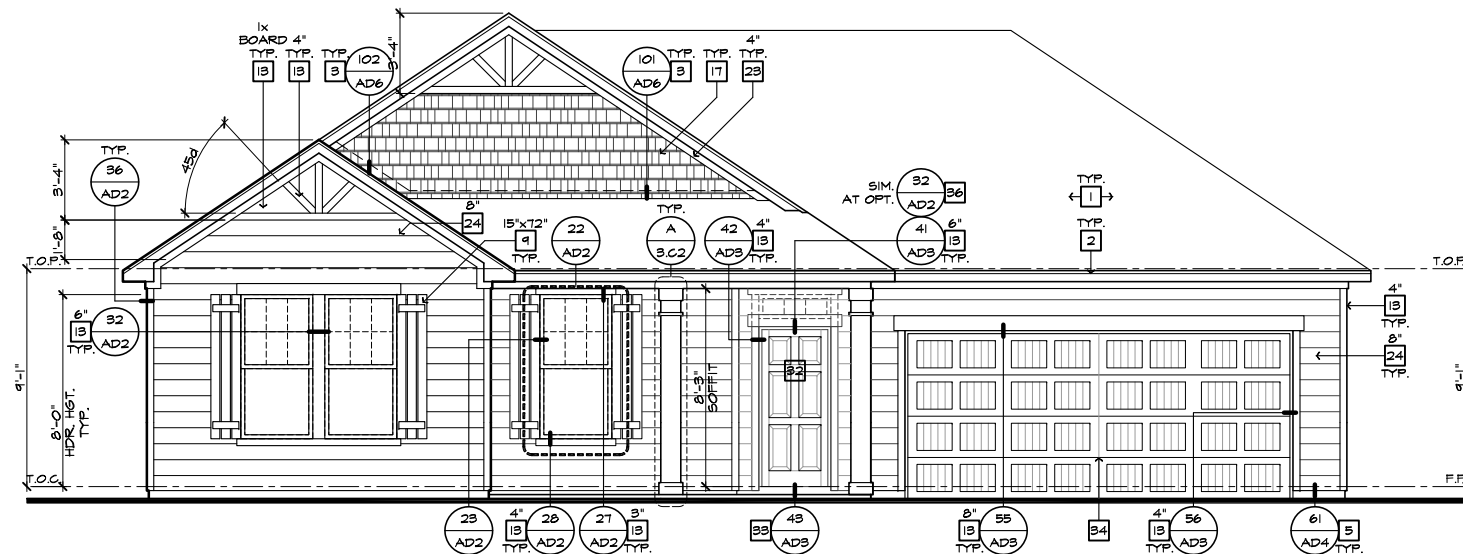 1x
BOARD 4"
TYP. TYP. TYP.
13 13 3
102
AD6
3'-4"
101
AD6
TYP. TYP. 4" TYP.
3 17 23
TYP.
36
AD2
45d
3'-4"
1'-8"
8"
24
15"x72"
9
TYP.
22
AD2
TYP.
A
3.C2
42
AD3
4"
13
TYP.
SIM.
AT OPT.
32
AD2
36
41
AD3
6"
13
TYP.
TYP.
1
TYP.
2
T.O.P.
T.O.P.
6"
13
TYP.
32
AD2
9'-1"
8'-0"
HDR. HGT.
TYP.
8'-3"
SOFFIT
32
4"
13
TYP.
8"
24
TYP.
9'-1"
T.O.C.
F.F.
23
AD2
4"
13
TYP.
28
AD2
27
AD2
3"
13
TYP.
33
43
AD3
8"
13
TYP.
55
AD3
34
4"
13
TYP.
56
AD3
61
AD4
5
TYP.